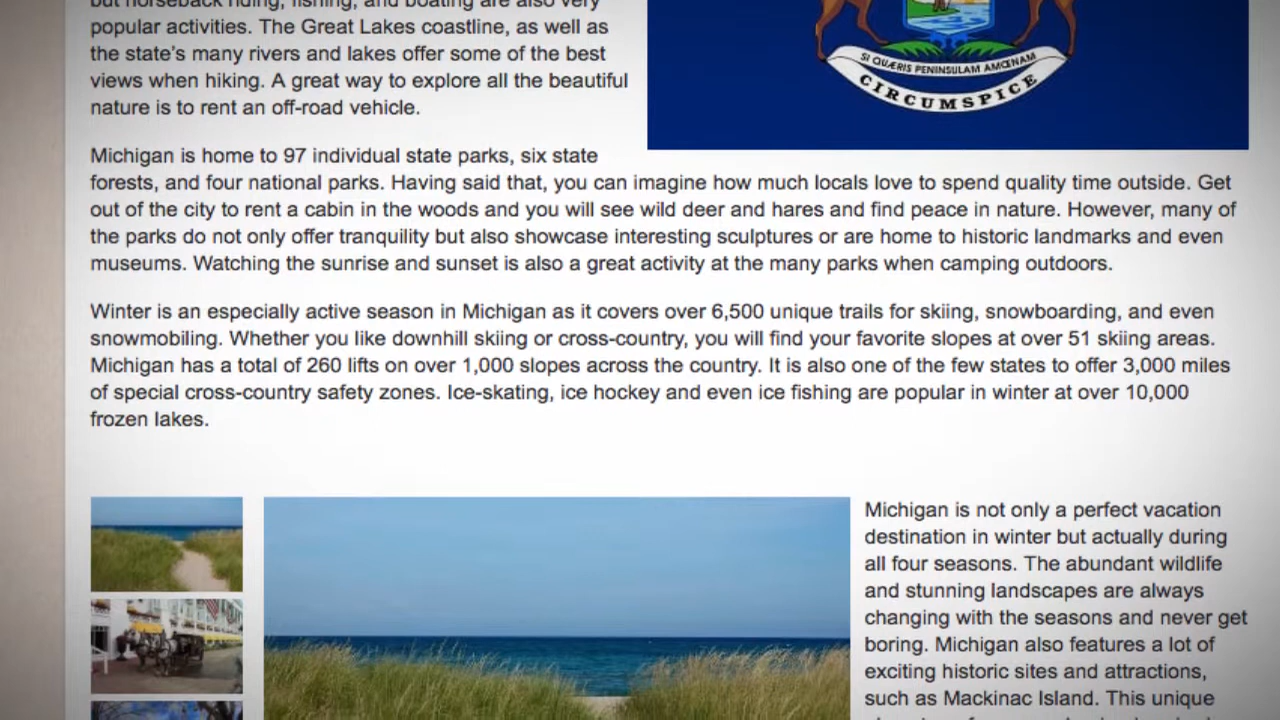 but horseback riding, fishing, and boating are also very
popular activities. The Great Lakes coastline, as well as
the state's many rivers and lakes offer some of the best
views when hiking. A great way to explore all the beautiful
nature is to rent an off-road vehicle.
SI QUÆRIS PENINSULAM AMŒNAM
CIRCUMSPICE
Michigan is home to 97 individual state parks, six state
forests, and four national parks. Having said that, you can imagine how much locals love to spend quality time outside. Get
out of the city to rent a cabin in the woods and you will see wild deer and hares and find peace in nature. However, many of
the parks do not only offer tranquility but also showcase interesting sculptures or are home to historic landmarks and even
museums. Watching the sunrise and sunset is also a great activity at the many parks when camping outdoors.
Winter is an especially active season in Michigan as it covers over 6,500 unique trails for skiing, snowboarding, and even
snowmobiling. Whether you like downhill skiing or cross-country, you will find your favorite slopes at over 51 skiing areas.
Michigan has a total of 260 lifts on over 1,000 slopes across the country. It is also one of the few states to offer 3,000 miles
of special cross-country safety zones. Ice-skating, ice hockey and even ice fishing are popular in winter at over 10,000
frozen lakes.
Michigan is not only a perfect vacation
destination in winter but actually during
all four seasons. The abundant wildlife
and stunning landscapes are always
changing with the seasons and never get
boring. Michigan also features a lot of
exciting historic sites and attractions,
such as Mackinac Island. This unique